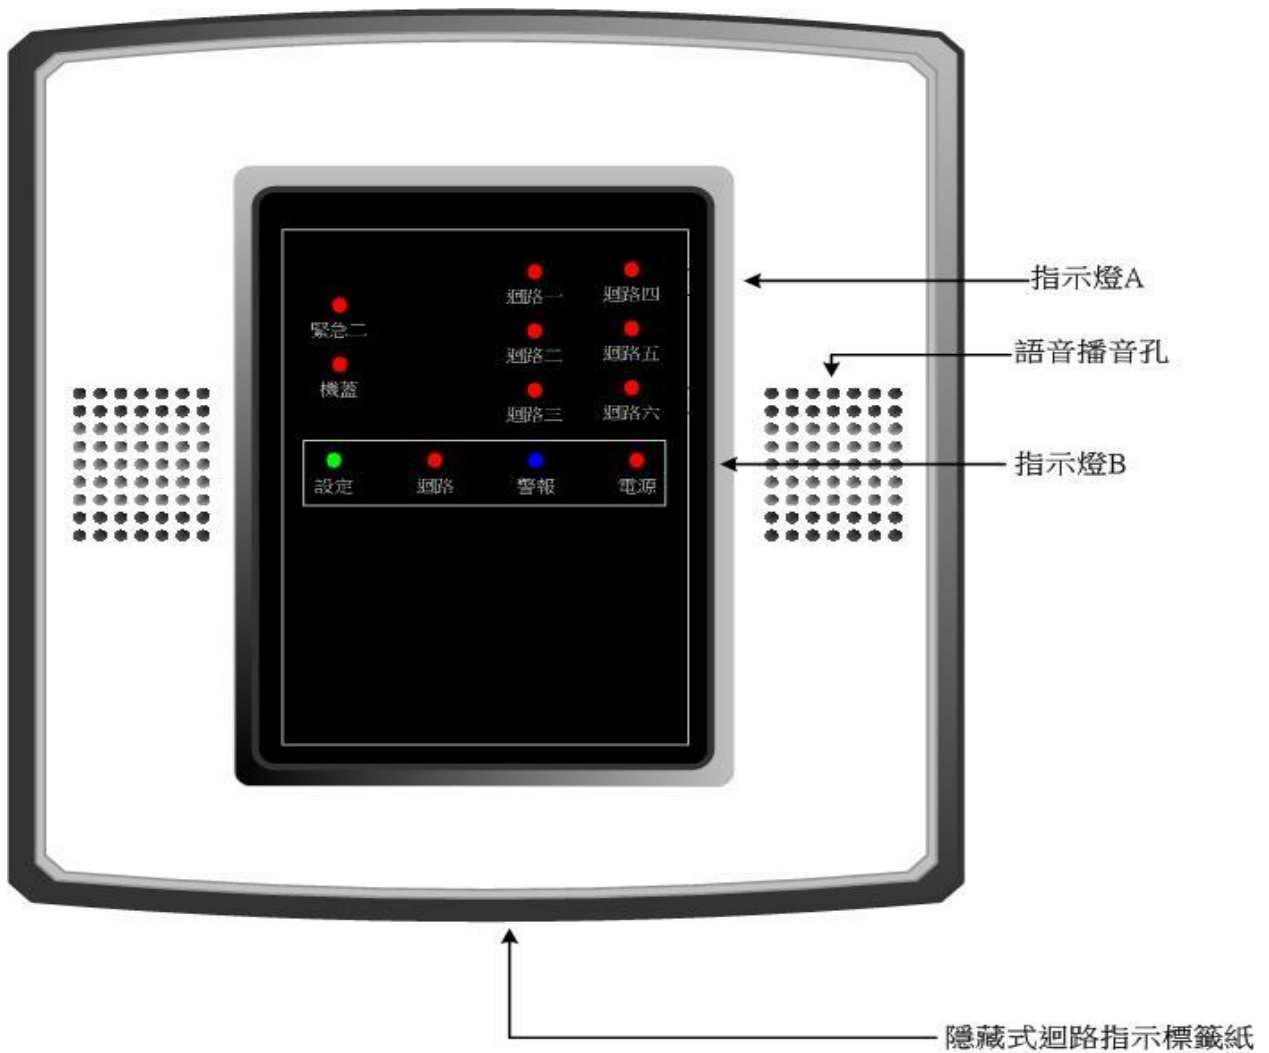 指示燈A
迴路一
迴路四
緊急二
語音播音孔
迴路二
迴路五
機蓋
迴路三
迴路六
指示燈B
設定
迴路
警報
電源
隱藏式迴路指示標籤紙